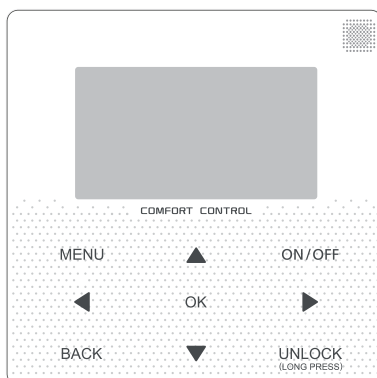 COMFORT CONTROL
MENU ON/OFF
OK
BACK UNLOCK
(LONG PRESS)